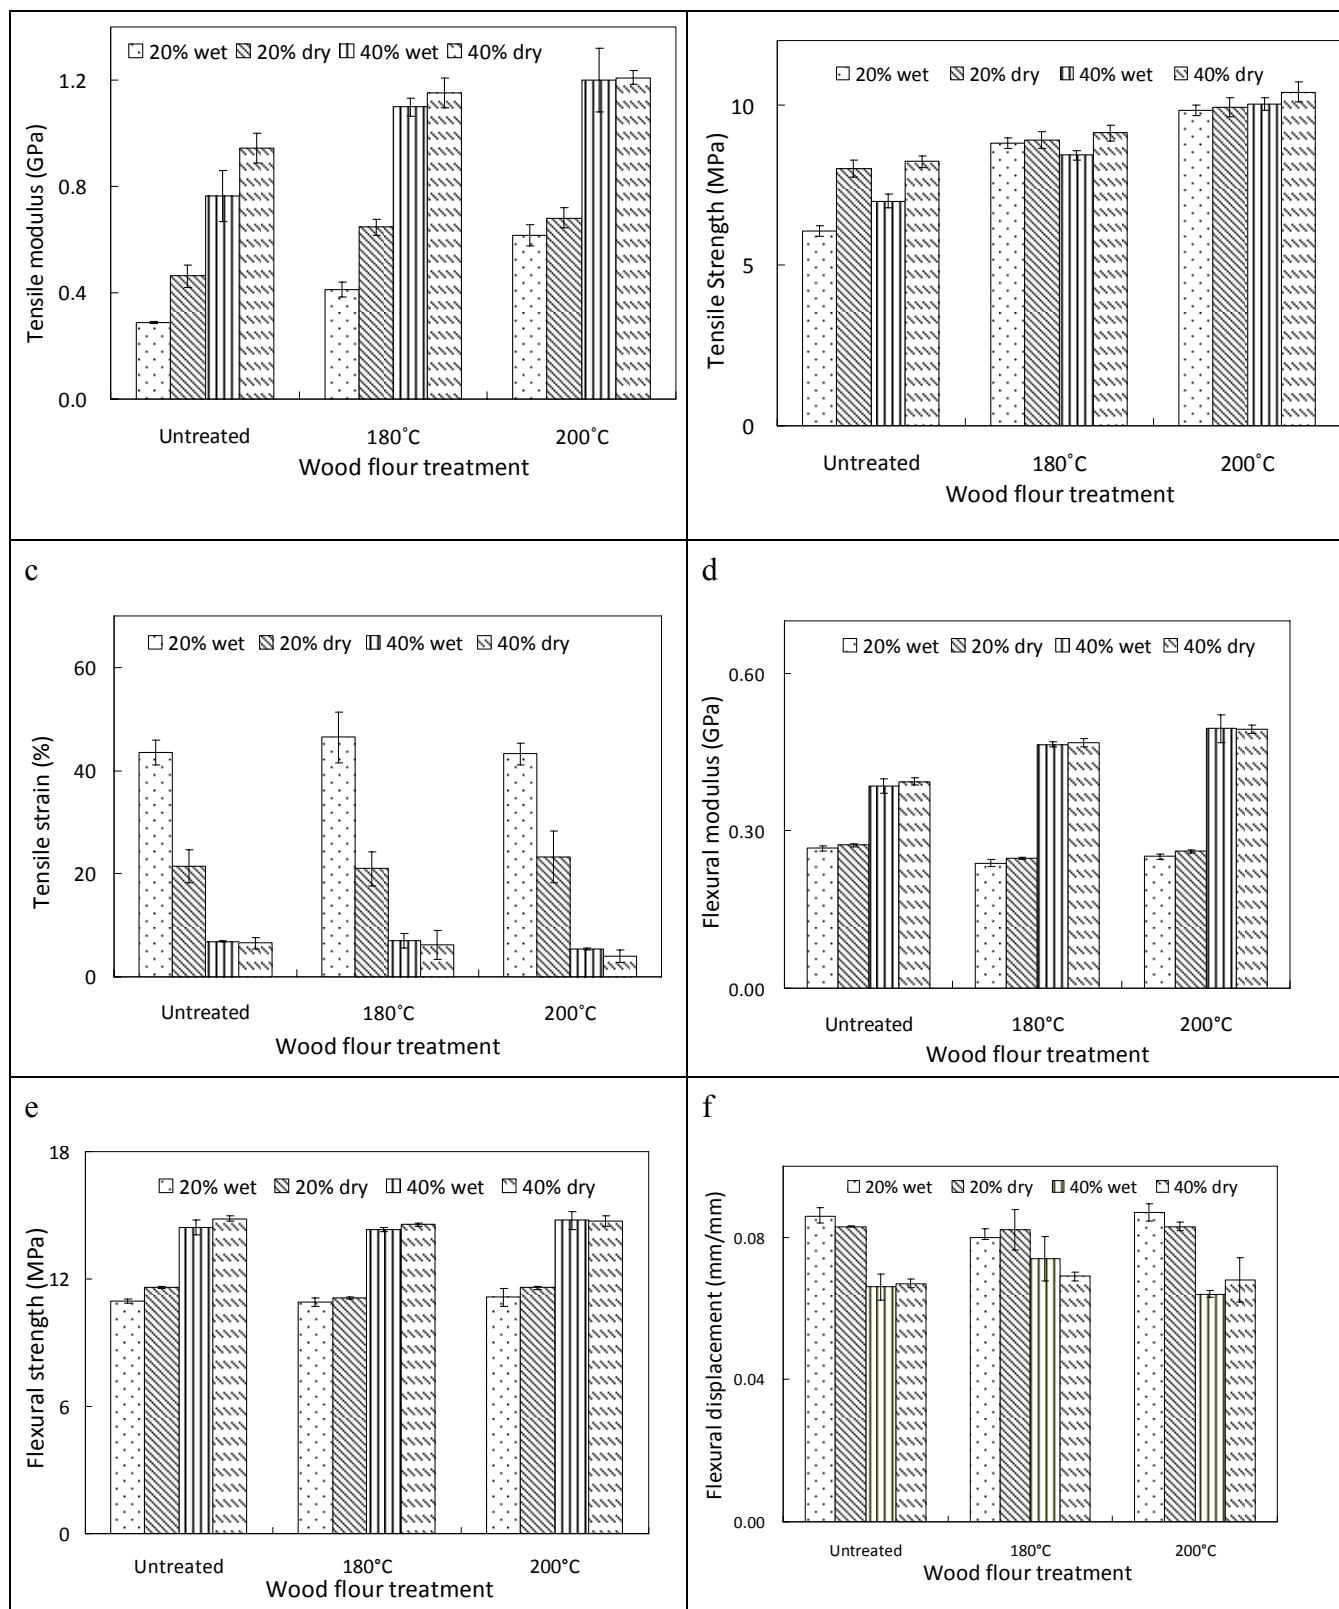 20% wet 20% dry 40% wet 40% dry
1.2
0.8
0.4
0.0
Tensile modulus (GPa)
Untreated 180˚C 200˚C
Wood flour treatment
20% wet 20% dry 40% wet 40% dry
10
5
0
Tensile Strength (MPa)
Untreated 180˚C 200˚C
Wood flour treatment
c
20% wet 20% dry 40% wet 40% dry
60
40
20
0
Tensile strain (%)
Untreated 180°C 200°C
Wood flour treatment
d
20% wet 20% dry 40% wet 40% dry
0.60
0.30
0.00
Flexural modulus (GPa)
Untreated 180°C 200°C
Wood flour treatment
e
18
20% wet 20% dry 40% wet 40% dry
12
6
0
Flexural strength (MPa)
Untreated 180°C 200°C
Wood flour treatment
f
20% wet 20% dry 40% wet 40% dry
0.08
0.04
0.00
Flexural displacement (mm/mm)
Untreated 180°C 200°C
Wood flour treatment